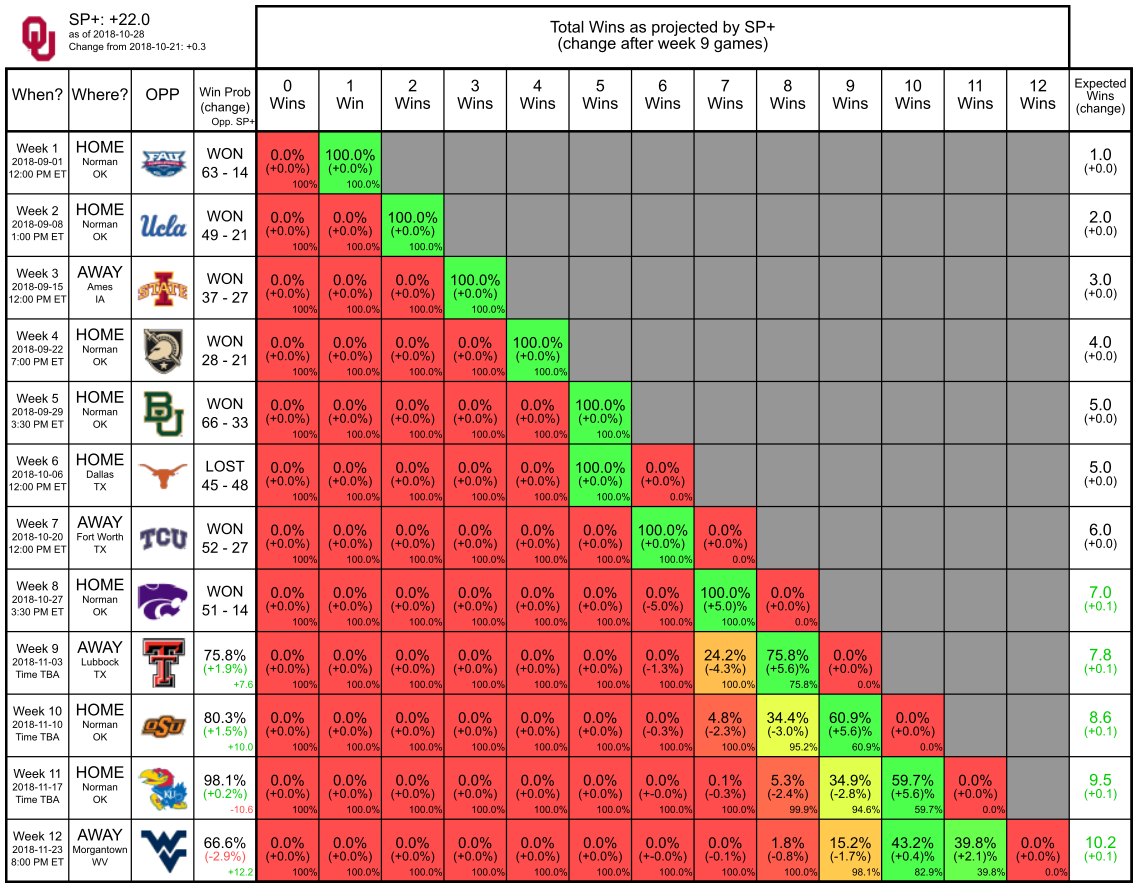 SP+: +22.0
as of 2018-10-28
Change from 2018-10-21: +0.3
Total Wins as projected by SP+
(change after week 9 games)
When? Where? OPP Win Prob (change) Opp. SP+ 0 Wins 1 Win 2 Wins 3 Wins 4 Wins 5 Wins 6 Wins 7 Wins 8 Wins 9 Wins 10 Wins 11 Wins 12 Wins Expected Wins (change)
Week 1 HOME FAU WON 0.0% 100.0% 1.0
2018-09-01 Norman 63 - 14 (+0.0%) (+0.0%) (+0.0)
12:00 PM ET OK 100% 100.0%
Week 2 HOME Ucla WON 0.0% 0.0% 100.0% 2.0
2018-09-08 Norman 49 - 21 (+0.0%) (+0.0%) (+0.0%) (+0.0)
1:00 PM ET OK 100% 100.0% 100.0%
Week 3 AWAY STATE WON 0.0% 0.0% 0.0% 100.0% 3.0
2018-09-15 Ames 37 - 27 (+0.0%) (+0.0%) (+0.0%) (+0.0%) (+0.0)
12:00 PM ET IA 100% 100.0% 100.0% 100.0%
Week 4 HOME WON 0.0% 0.0% 0.0% 0.0% 100.0% 4.0
2018-09-22 Norman 28 - 21 (+0.0%) (+0.0%) (+0.0%) (+0.0%) (+0.0%) (+0.0)
7:00 PM ET OK 100% 100.0% 100.0% 100.0% 100.0%
Week 5 HOME BU WON 0.0% 0.0% 0.0% 0.0% 0.0% 100.0% 5.0
2018-09-29 Norman 66 - 33 (+0.0%) (+0.0%) (+0.0%) (+0.0%) (+0.0%) (+0.0%) (+0.0)
3:30 PM ET OK 100% 100.0% 100.0% 100.0% 100.0% 100.0%
Week 6 HOME LOST 0.0% 0.0% 0.0% 0.0% 0.0% 100.0% 0.0% 5.0
2018-10-06 Dallas 45 - 48 (+0.0%) (+0.0%) (+0.0%) (+0.0%) (+0.0%) (+0.0%) (+0.0%) (+0.0)
12:00 PM ET TX 100% 100.0% 100.0% 100.0% 100.0% 100.0% 0.0%
Week 7 AWAY TCU WON 0.0% 0.0% 0.0% 0.0% 0.0% 0.0% 100.0% 0.0% 6.0
2018-10-20 Fort Worth 52 - 27 (+0.0%) (+0.0%) (+0.0%) (+0.0%) (+0.0%) (+0.0%) (+0.0%) (+0.0%) (+0.0)
12:00 PM ET TX 100% 100.0% 100.0% 100.0% 100.0% 100.0% 100.0% 0.0%
Week 8 HOME WON 0.0% 0.0% 0.0% 0.0% 0.0% 0.0% 0.0% 100.0% 0.0% 7.0
2018-10-27 Norman 51 - 14 (+0.0%) (+0.0%) (+0.0%) (+0.0%) (+0.0%) (+0.0%) (-5.0%) (+5.0)% (+0.0%) (+0.1)
3:30 PM ET OK 100% 100.0% 100.0% 100.0% 100.0% 100.0% 100.0% 100.0% 0.0%
Week 9 AWAY T 75.8% 0.0% 0.0% 0.0% 0.0% 0.0% 0.0% 0.0% 24.2% 75.8% 0.0% 7.8
2018-11-03 Lubbock (+1.9%) (+0.0%) (+0.0%) (+0.0%) (+0.0%) (+0.0%) (+0.0%) (-1.3%) (-4.3%) (+5.6)% (+0.0%) (+0.1)
Time TBA TX +7.6 100% 100.0% 100.0% 100.0% 100.0% 100.0% 100.0% 100.0% 75.8% 0.0%
Week 10 HOME OSU 80.3% 0.0% 0.0% 0.0% 0.0% 0.0% 0.0% 0.0% 4.8% 34.4% 60.9% 0.0% 8.6
2018-11-10 Norman (+1.5%) (+0.0%) (+0.0%) (+0.0%) (+0.0%) (+0.0%) (+0.0%) (-0.3%) (-2.3%) (-3.0%) (+5.6%) (+0.0%) (+0.1)
Time TBA OK +10.0 100% 100.0% 100.0% 100.0% 100.0% 100.0% 100.0% 100.0% 95.2% 60.9% 0.0%
Week 11 HOME KU 98.1% 0.0% 0.0% 0.0% 0.0% 0.0% 0.0% 0.0% 0.1% 5.3% 34.9% 59.7% 0.0% 9.5
2018-11-17 Norman (+0.2%) (+0.0%) (+0.0%) (+0.0%) (+0.0%) (+0.0%) (+0.0%) (+-0.0%) (-0.3%) (-2.4%) (-2.8%) (+5.6)% (+0.0%) (+0.1)
Time TBA OK -10.6 100% 100.0% 100.0% 100.0% 100.0% 100.0% 100.0% 100.0% 99.9% 94.6% 59.7% 0.0%
Week 12 AWAY WV 66.6% 0.0% 0.0% 0.0% 0.0% 0.0% 0.0% 0.0% 0.0% 1.8% 15.2% 43.2% 39.8% 0.0% 10.2
2018-11-23 Morgantown (-2.9%) (+0.0%) (+0.0%) (+0.0%) (+0.0%) (+0.0%) (+0.0%) (+-0.0%) (-0.1%) (-0.8%) (-1.7%) (+0.4)% (+2.1)% (+0.0%) (+0.1)
8:00 PM ET WV +12.2 100% 100.0% 100.0% 100.0% 100.0% 100.0% 100.0% 100.0% 100.0% 98.1% 82.9% 39.8% 0.0%